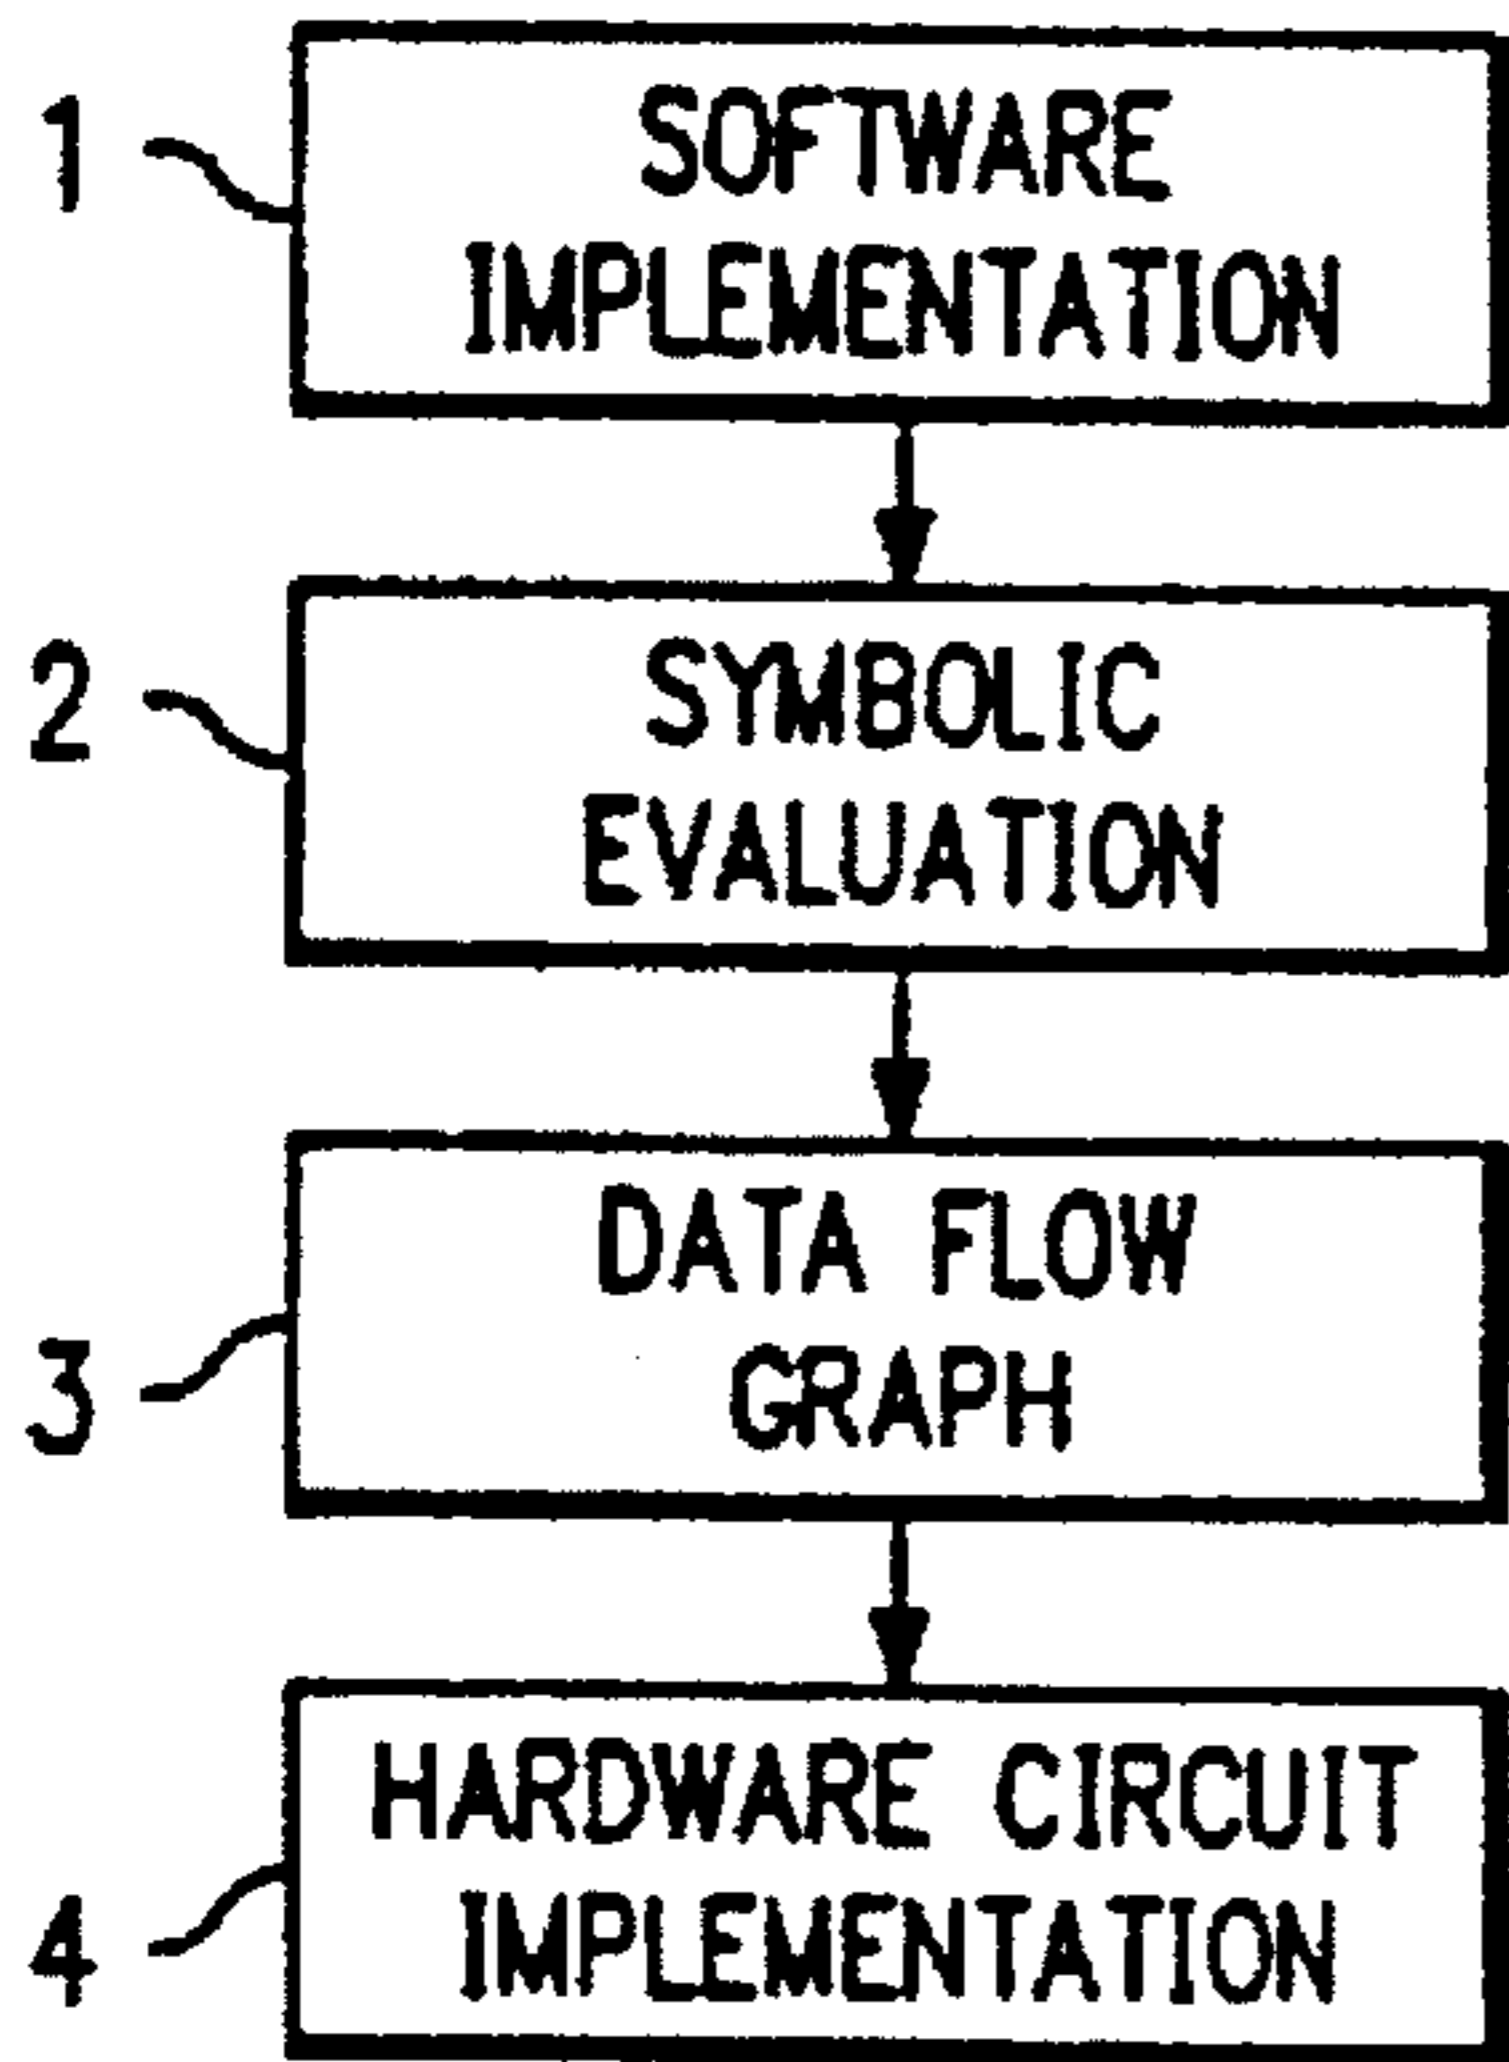 1
SOFTWARE
IMPLEMENTATION
2
SYMBOLIC
EVALUATION
3
DATA FLOW
GRAPH
4
HARDWARE CIRCUIT
IMPLEMENTATION